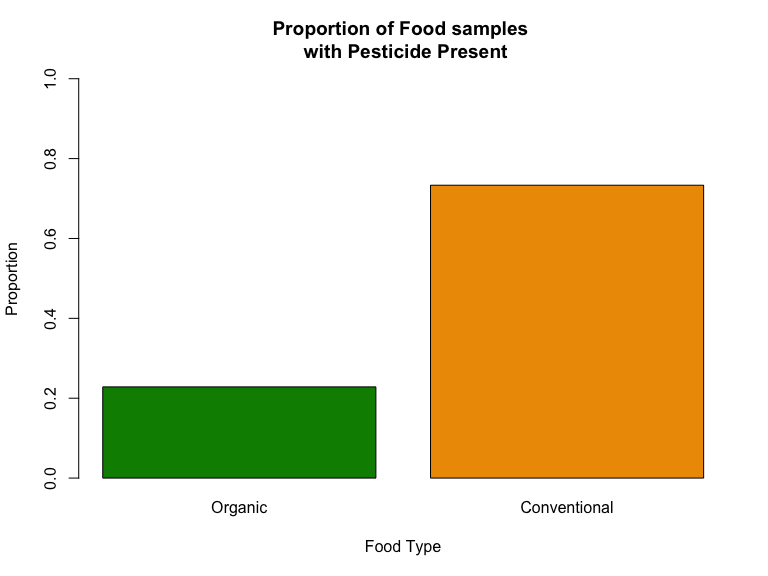 Proportion of Food samples
with Pesticide Present
Proportion
1.0
0.8
0.6
0.4
0.2
0.0
Organic
Conventional
Food Type